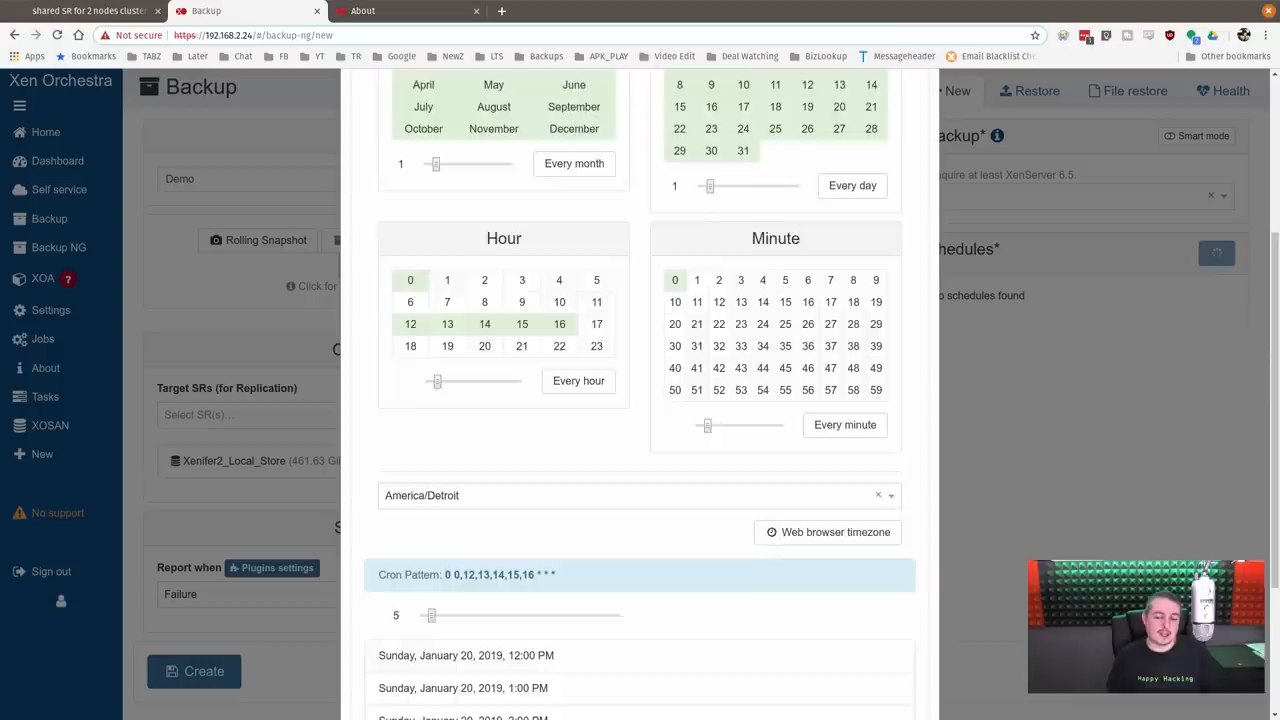 shared SR for 2 nodes cluster
Backup
About
Not secure
https://192.168.2.24/#/backup-ng/new
Apps
Bookmarks
TABZ
Later
Chat
FB
YT
TR
Google
NewZ
LTS
Backups
APK_PLAY
Video Edit
Deal Watching
BizLookup
Messageheader
Email Blacklist Che
Other bookmarks
Xen Orchestra
Home
Dashboard
Self service
Backup
Backup NG
XOA ?
Settings
Jobs
About
Tasks
XOSAN
New
No support
Sign out
Backup
New
Restore
File restore
Health
Demo
Rolling Snapshot
Click for
Target SRs (for Replication)
Select SR(s)...
Xenifer2_Local_Store (461.63 Gi
Report when
Plugins settings
Failure
Create
April May June
July August September
October November December
1
Every month
8 9 10 11 12 13 14
15 16 17 18 19 20 21
22 23 24 25 26 27 28
29 30 31
1
Every day
Hour
0 1 2 3 4 5
6 7 8 9 10 11
12 13 14 15 16 17
18 19 20 21 22 23
Every hour
Minute
0 1 2 3 4 5 6 7 8 9
10 11 12 13 14 15 16 17 18 19
20 21 22 23 24 25 26 27 28 29
30 31 32 33 34 35 36 37 38 39
40 41 42 43 44 45 46 47 48 49
50 51 52 53 54 55 56 57 58 59
Every minute
America/Detroit
Web browser timezone
Cron Pattern: 0 0,12,13,14,15,16 * * *
5
Sunday, January 20, 2019, 12:00 PM
Sunday, January 20, 2019, 1:00 PM
ackup*
Smart mode
quire at least XenServer 6.5.
hedules*
o schedules found
Happy Hacking